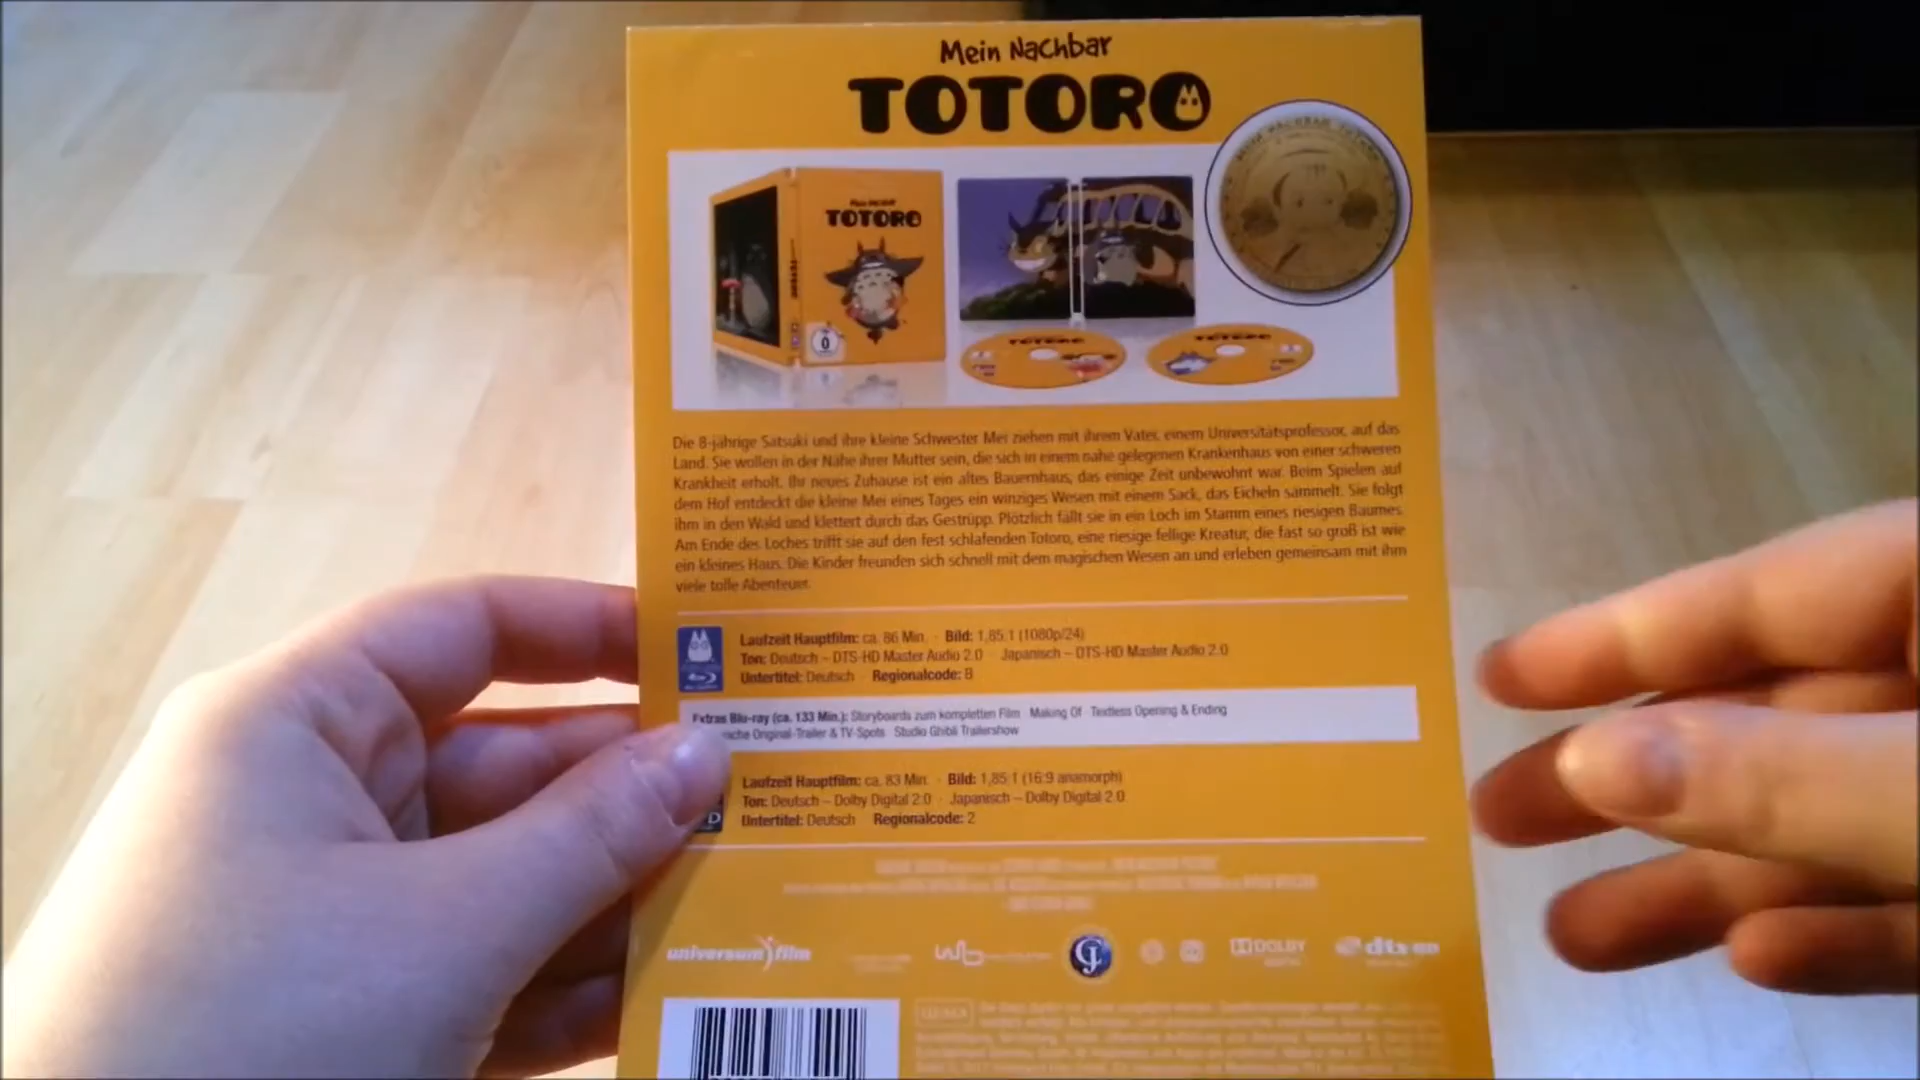 Mein Nachbar
TOTORO
TOTORO
TOTORO
0
TOTORO
TOTORO
Die 8-jährige Satsuki und ihre kleine Schwester Mei ziehen mit ihrem Vater, einem Universitätsprofessor, auf das
Land. Sie wollen in der Nähe ihrer Mutter sein, die sich in einem nahe gelegenen Krankenhaus von einer schweren
Krankheit erholt. Ihr neues Zuhause ist ein altes Bauernhaus, das einige Zeit unbewohnt war. Beim Spielen auf
dem Hof entdeckt die kleine Mei eines Tages ein winziges Wesen mit einem Sack, das Eicheln sammelt. Sie folgt
ihm in den Wald und klettert durch das Gestrüpp. Plötzlich fällt sie in ein Loch im Stamm eines riesigen Baumes.
Am Ende des Loches trifft sie auf den fest schlafenden Totoro, eine riesige fellige Kreatur, die fast so groß ist wie
ein kleines Haus. Die Kinder freunden sich schnell mit dem magischen Wesen an und erleben gemeinsam mit ihm
viele tolle Abenteuer.
Laufzeit Hauptfilm: ca. 86 Min. · Bild: 1,85:1 (1080p/24)
Ton: Deutsch – DTS-HD Master Audio 2.0 · Japanisch – DTS-HD Master Audio 2.0
Untertitel: Deutsch · Regionalcode: B
Extras Blu-ray (ca. 133 Min.): Storyboards zum kompletten Film · Making Of · Textless Opening & Ending
Original-Trailer & TV-Spots · Studio Ghibli Trailershow
Laufzeit Hauptfilm: ca. 83 Min. · Bild: 1,85:1 (16:9 anamorph)
Ton: Deutsch – Dolby Digital 2.0 · Japanisch – Dolby Digital 2.0
Untertitel: Deutsch · Regionalcode: 2
universum film
DOLBY
dts